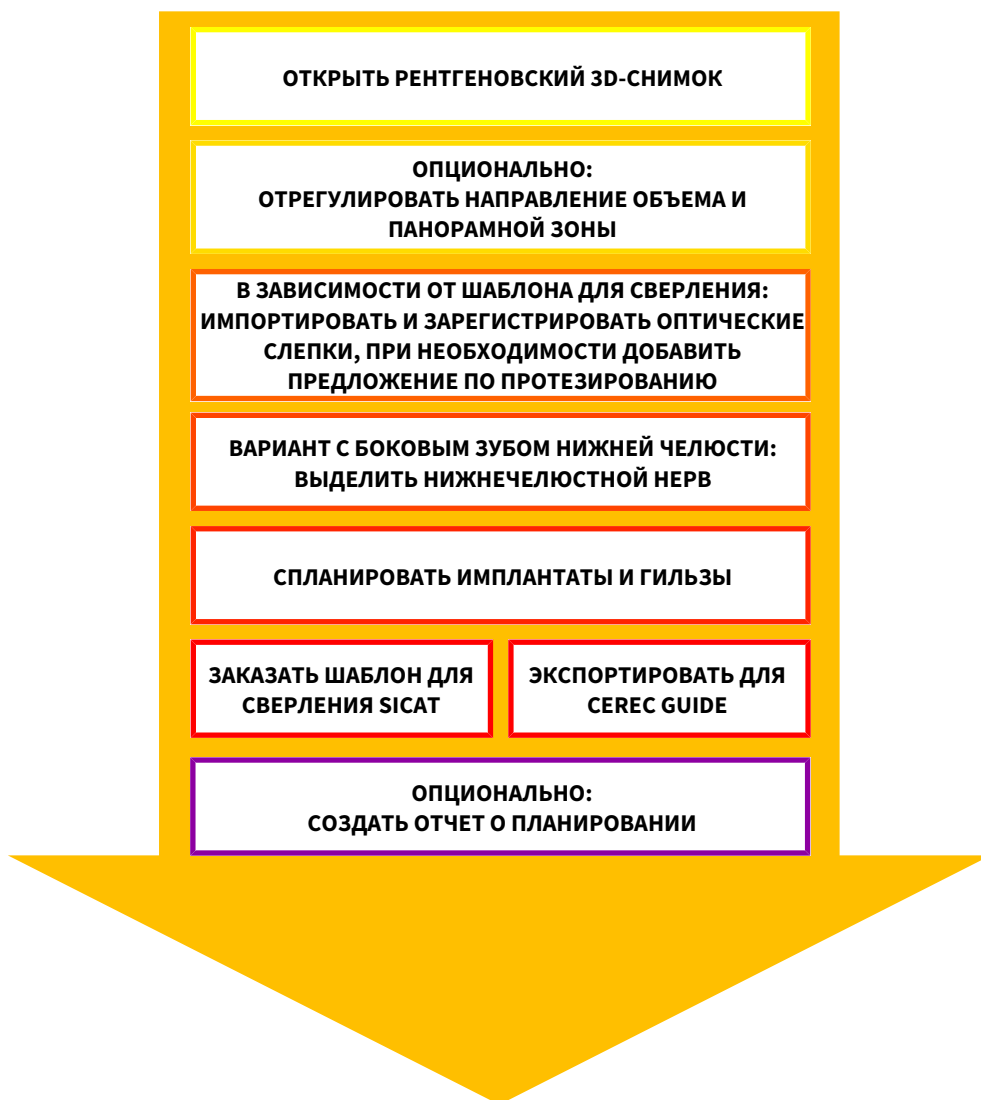 ОТКРЫТЬ РЕНТГЕНОВСКИЙ 3D-СНИМОК
ОПЦИОНАЛЬНО:
ОТРЕГУЛИРОВАТЬ НАПРАВЛЕНИЕ ОБЪЕМА И
ПАНОРАМНОЙ ЗОНЫ
В ЗАВИСИМОСТИ ОТ ШАБЛОНА ДЛЯ СВЕРЛЕНИЯ:
ИМПОРТИРОВАТЬ И ЗАРЕГИСТРИРОВАТЬ ОПТИЧЕСКИЕ
СЛЕПКИ, ПРИ НЕОБХОДИМОСТИ ДОБАВИТЬ
ПРЕДЛОЖЕНИЕ ПО ПРОТЕЗИРОВАНИЮ
ВАРИАНТ С БОКОВЫМ ЗУБОМ НИЖНЕЙ ЧЕЛЮСТИ:
ВЫДЕЛИТЬ НИЖНЕЧЕЛЮСТНОЙ НЕРВ
СПЛАНИРОВАТЬ ИМПЛАНТАТЫ И ГИЛЬЗЫ
ЗАКАЗАТЬ ШАБЛОН ДЛЯ
СВЕРЛЕНИЯ SICAT
ЭКСПОРТИРОВАТЬ ДЛЯ
CEREC GUIDE
ОПЦИОНАЛЬНО:
СОЗДАТЬ ОТЧЕТ О ПЛАНИРОВАНИИ